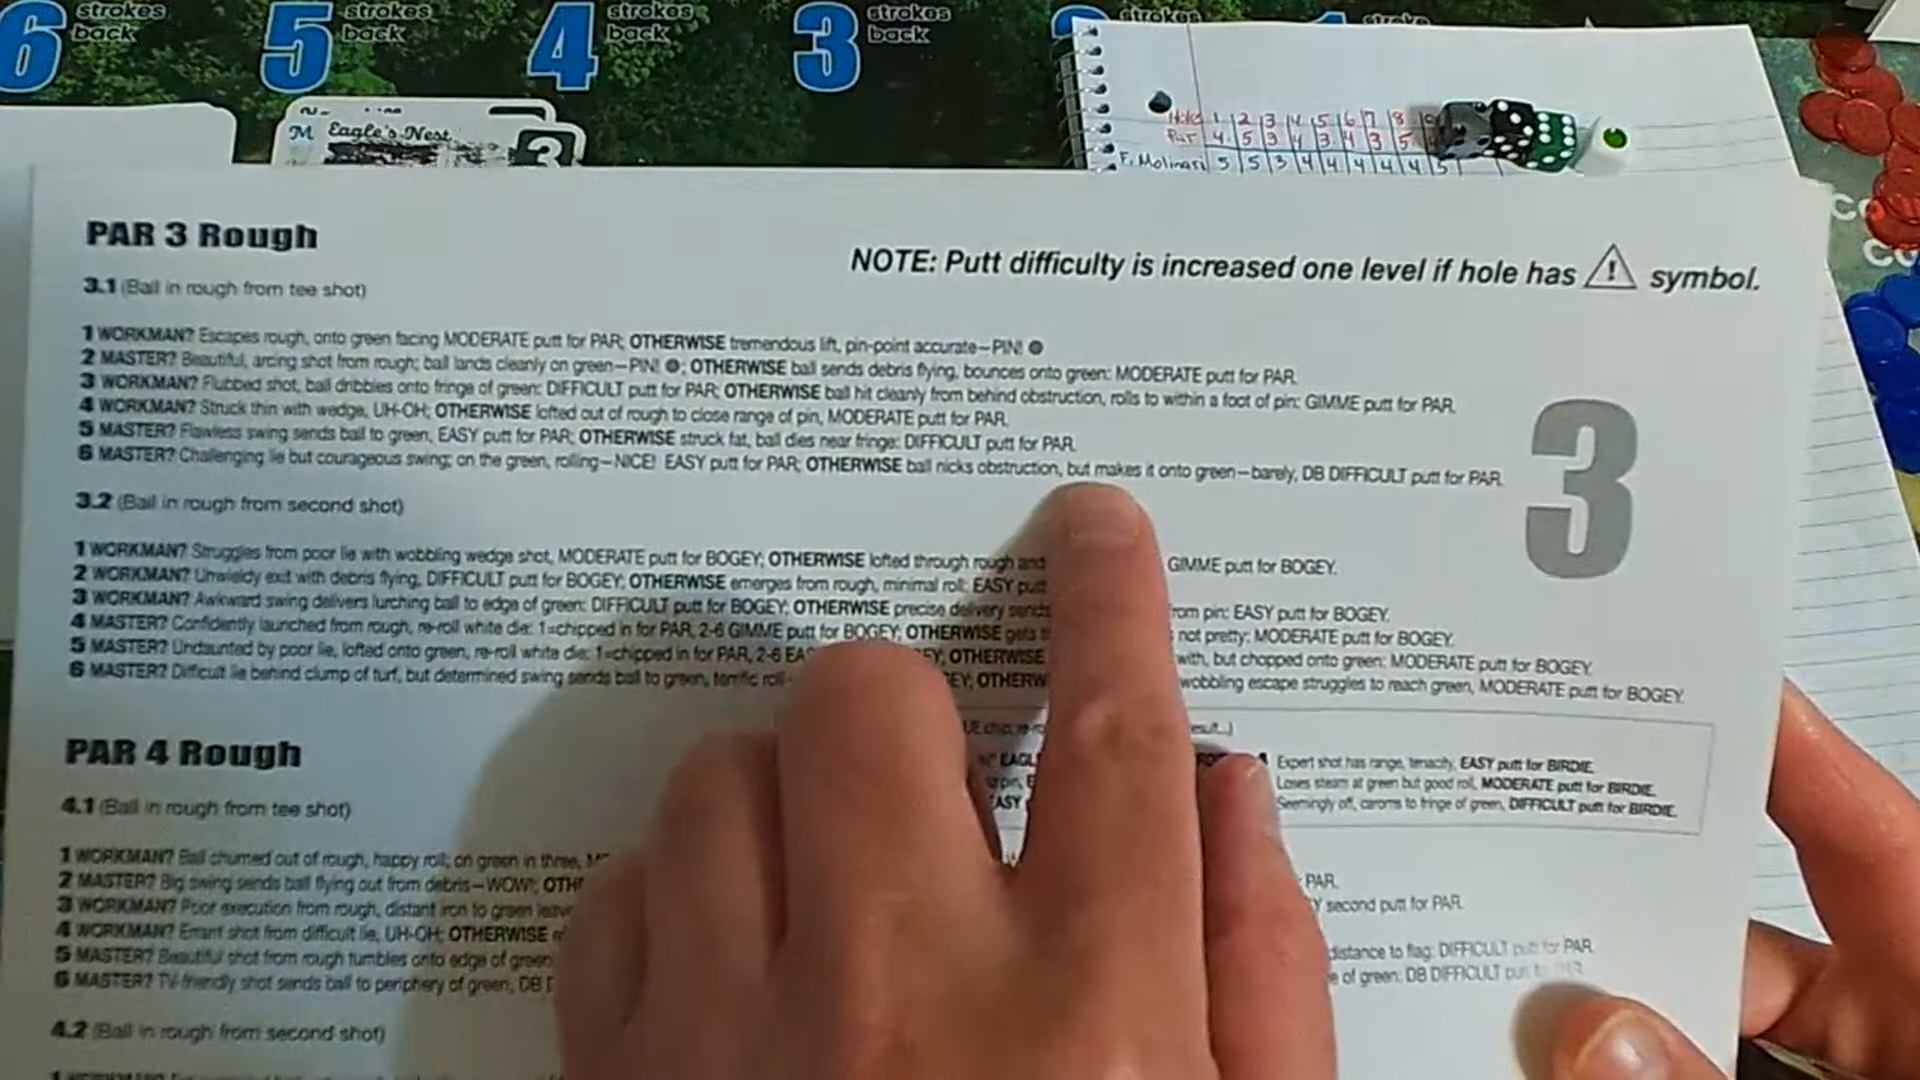 6 strokes back
5 strokes back
4 strokes back
3 strokes back
strokes
stroke
M Eagle's Nest
3
Hole 1 2 3 4 5 6 7 8
Par 4 5 3 4 3 4 3 5
F. Molinari 5 5 3 4 4 4 4 4 5
Co
Co
PAR 3 Rough
NOTE: Putt difficulty is increased one level if hole has ! symbol.
3.1 (Ball in rough from tee shot)
1 WORKMAN? Escapes rough, onto green facing MODERATE putt for PAR; OTHERWISE tremendous lift, pin-point accurate—PIN!
2 MASTER? Beautiful, arcing shot from rough; ball lands cleanly on green—PIN! ; OTHERWISE ball sends debris flying, bounces onto green: MODERATE putt for PAR.
3 WORKMAN? Flubbed shot, ball dribbles onto fringe of green: DIFFICULT putt for PAR; OTHERWISE ball hit cleanly from behind obstruction, rolls to within a foot of pin: GIMME putt for PAR.
4 WORKMAN? Struck thin with wedge, UH-OH; OTHERWISE lofted out of rough to close range of pin, MODERATE putt for PAR.
5 MASTER? Flawless swing sends ball to green, EASY putt for PAR; OTHERWISE struck fat, ball dies near fringe: DIFFICULT putt for PAR.
6 MASTER? Challenging lie but courageous swing; on the green, rolling—NICE! EASY putt for PAR; OTHERWISE ball nicks obstruction, but makes it onto green—barely, DB DIFFICULT putt for PAR.
3
3.2 (Ball in rough from second shot)
1 WORKMAN? Struggles from poor lie with wobbling wedge shot, MODERATE putt for BOGEY; OTHERWISE lofted through rough and GIMME putt for BOGEY.
2 WORKMAN? Unwieldy exit with debris flying, DIFFICULT putt for BOGEY; OTHERWISE emerges from rough, minimal roll: EASY putt
3 WORKMAN? Awkward swing delivers lurching ball to edge of green: DIFFICULT putt for BOGEY; OTHERWISE precise delivery sends from pin: EASY putt for BOGEY.
4 MASTER? Confidently launched from rough, re-roll white die: 1=chipped in for PAR, 2-6 GIMME putt for BOGEY; OTHERWISE gets not pretty: MODERATE putt for BOGEY.
5 MASTER? Undaunted by poor lie, lofted onto green, re-roll white die: 1=chipped in for PAR, 2-6 OTHERWISE with, but chopped onto green: MODERATE putt for BOGEY.
6 MASTER? Difficult lie behind clump of turf, but determined swing sends ball to green, terrific roll wobbling escape struggles to reach green, MODERATE putt for BOGEY.
Expert shot has range, tenacity, EASY putt for BIRDIE.
Loses steam at green but good roll, MODERATE putt for BIRDIE.
Seemingly off, caroms to fringe of green, DIFFICULT putt for BIRDIE.
PAR 4 Rough
4.1 (Ball in rough from tee shot)
1 WORKMAN? Ball churned out of rough, happy roll; on green in three, PAR.
2 MASTER? Big swing sends ball flying out from debris—WOW!; second putt for PAR.
3 WORKMAN? Poor execution from rough, distant iron to green
4 WORKMAN? Errant shot from difficult lie, UH-OH; OTHERWISE distance to flag: DIFFICULT putt for PAR.
5 MASTER? Beautiful shot from rough tumbles onto edge of green of green: DB DIFFICULT putt
6 MASTER? TV-friendly shot sends ball to periphery of green,
4.2 (Ball in rough from second shot)